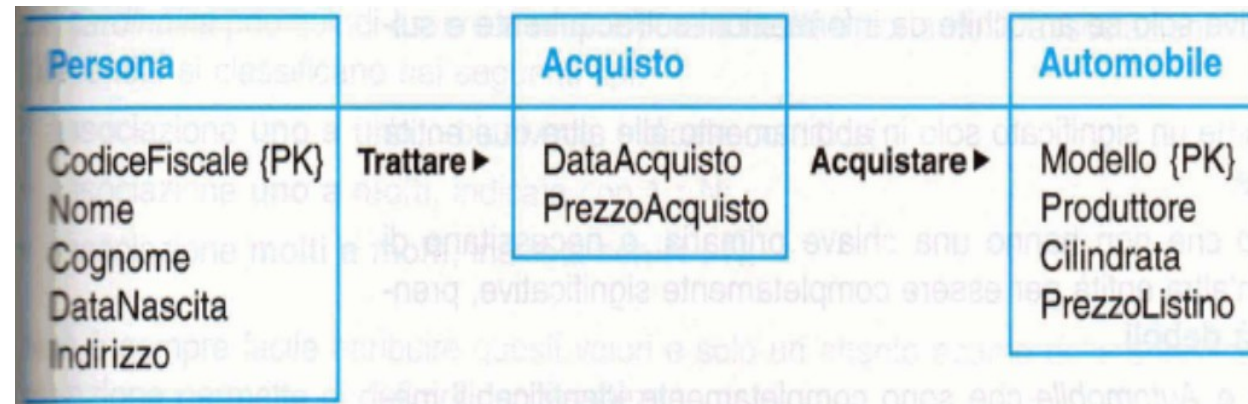 Persona
CodiceFiscale {PK}
Nome
Cognome
DataNascita
Indirizzo
Trattare▶
Acquisto
DataAcquisto
PrezzoAcquisto
Acquistare▶
Automobile
Modello {PK}
Produttore
Cilindrata
PrezzoListino